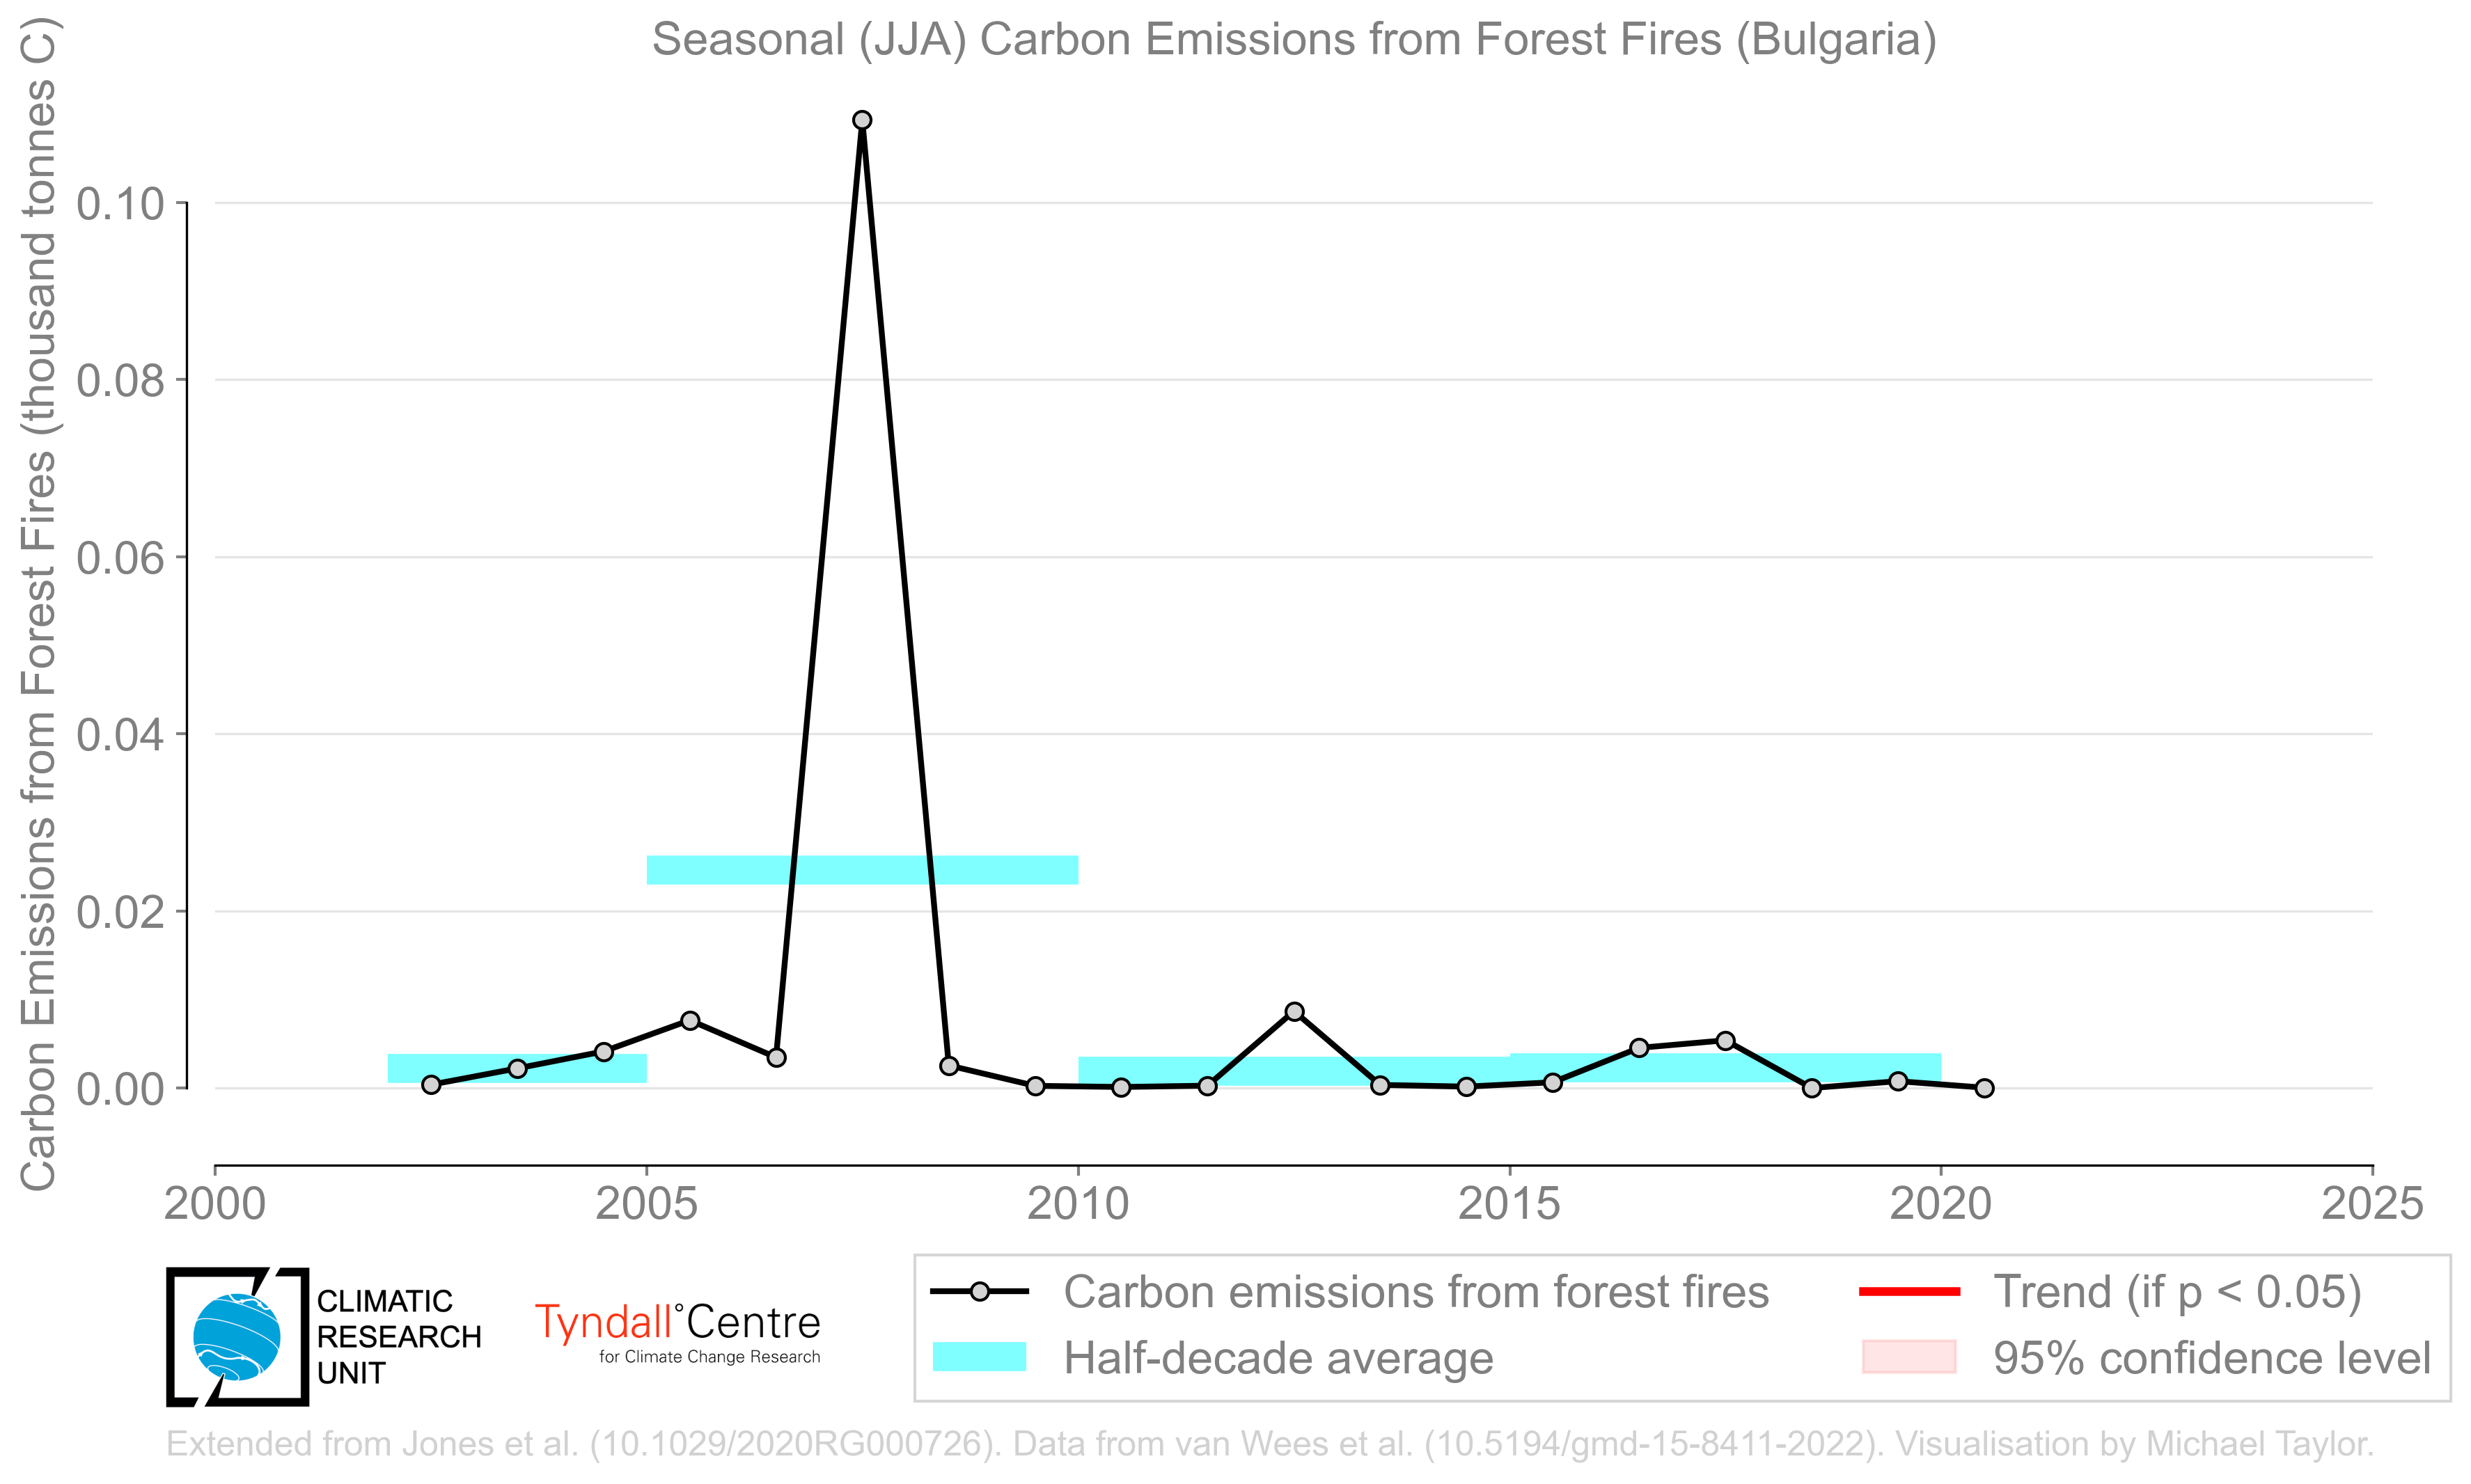 Seasonal (JJA) Carbon Emissions from Forest Fires (Bulgaria)
Carbon Emissions from Forest Fires (thousand tonnes C)
0.10
0.08
0.06
0.04
0.02
0.00
2000 2005 2010 2015 2020 2025
CLIMATIC
RESEARCH
UNIT
Tyndall°Centre
for Climate Change Research
Carbon emissions from forest fires
Half-decade average
Trend (if p < 0.05)
95% confidence level
Extended from Jones et al. (10.1029/2020RG000726). Data from van Wees et al. (10.5194/gmd-15-8411-2022). Visualisation by Michael Taylor.